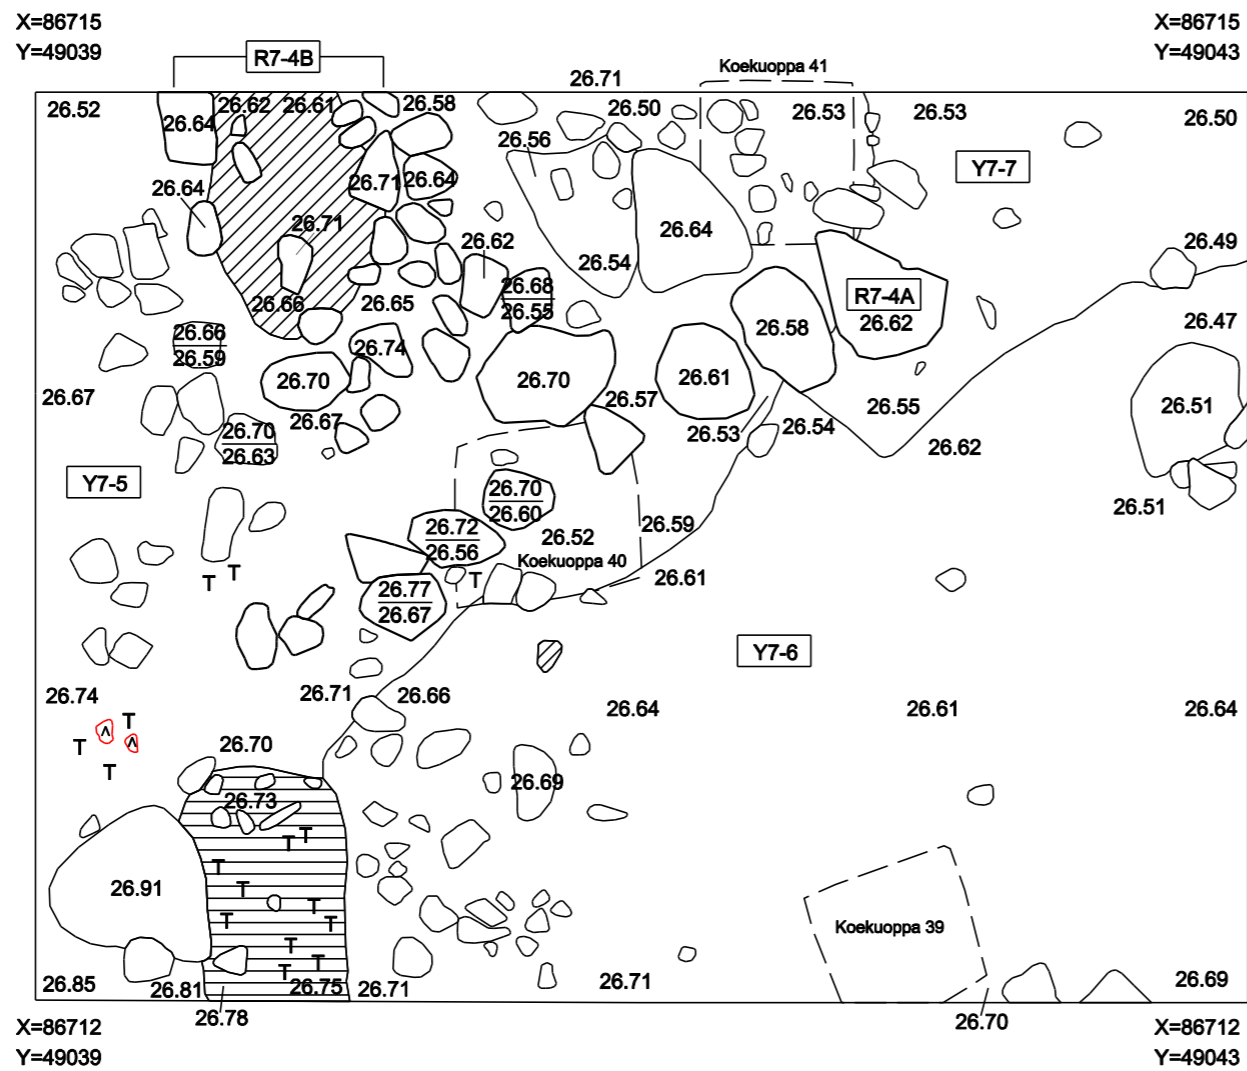 X=86715 X=86715
Y=49039 Y=49043
R7-4B
Koekuoppa 41
26.71
26.52 26.62 26.61 26.58 26.50 26.53 26.53 26.50
26.64 26.56
Y7-7
26.64 26.71 26.64
26.71 26.62 26.64 26.49
26.54
26.68 R7-4A
26.66 26.65 26.55 26.62 26.47
26.66 26.58
26.59 26.74
26.70 26.70 26.61
26.67 26.57 26.55 26.51
26.67 26.53 26.54
26.70 26.62
26.63
Y7-5 26.70
26.60 26.51
26.72 26.59
26.56 26.52
Koekuoppa 40
T T T 26.61
26.77
26.67
Y7-6
26.74 26.71 26.66 26.64 26.61 26.64
T
^
T ^
26.70
T
26.69
26.73
T
T
T
26.91 T
T
T T Koekuoppa 39
T
T
T
26.85 26.81 26.75 26.71 26.71 26.69
26.78 26.70
X=86712 X=86712
Y=49039 Y=49043